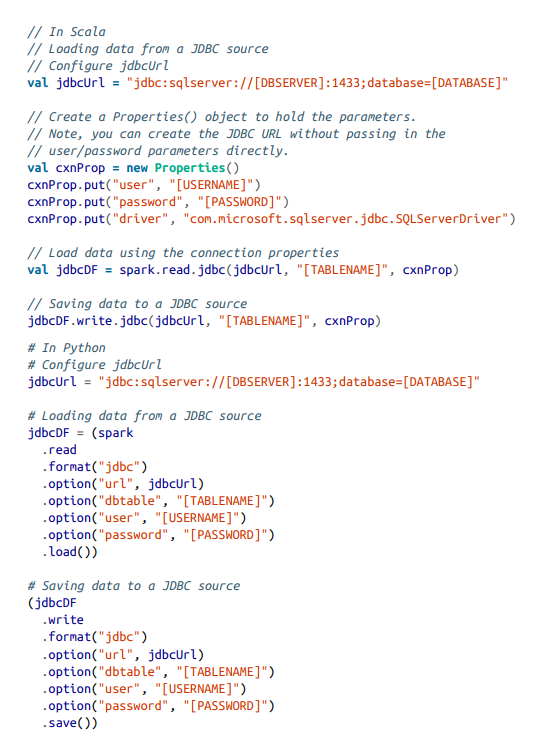 // In Scala
// Loading data from a JDBC source
// Configure jdbcUrl
val jdbcUrl = "jdbc:sqlserver://[DBSERVER]:1433;database=[DATABASE]"

// Create a Properties() object to hold the parameters.
// Note, you can create the JDBC URL without passing in the
// user/password parameters directly.
val cxnProp = new Properties()
cxnProp.put("user", "[USERNAME]")
cxnProp.put("password", "[PASSWORD]")
cxnProp.put("driver", "com.microsoft.sqlserver.jdbc.SQLServerDriver")

// Load data using the connection properties
val jdbcDF = spark.read.jdbc(jdbcUrl, "[TABLENAME]", cxnProp)

// Saving data to a JDBC source
jdbcDF.write.jdbc(jdbcUrl, "[TABLENAME]", cxnProp)
# In Python
# Configure jdbcUrl
jdbcUrl = "jdbc:sqlserver://[DBSERVER]:1433;database=[DATABASE]"

# Loading data from a JDBC source
jdbcDF = (spark
  .read
  .format("jdbc")
  .option("url", jdbcUrl)
  .option("dbtable", "[TABLENAME]")
  .option("user", "[USERNAME]")
  .option("password", "[PASSWORD]")
  .load())

# Saving data to a JDBC source
(jdbcDF
  .write
  .format("jdbc")
  .option("url", jdbcUrl)
  .option("dbtable", "[TABLENAME]")
  .option("user", "[USERNAME]")
  .option("password", "[PASSWORD]")
  .save())